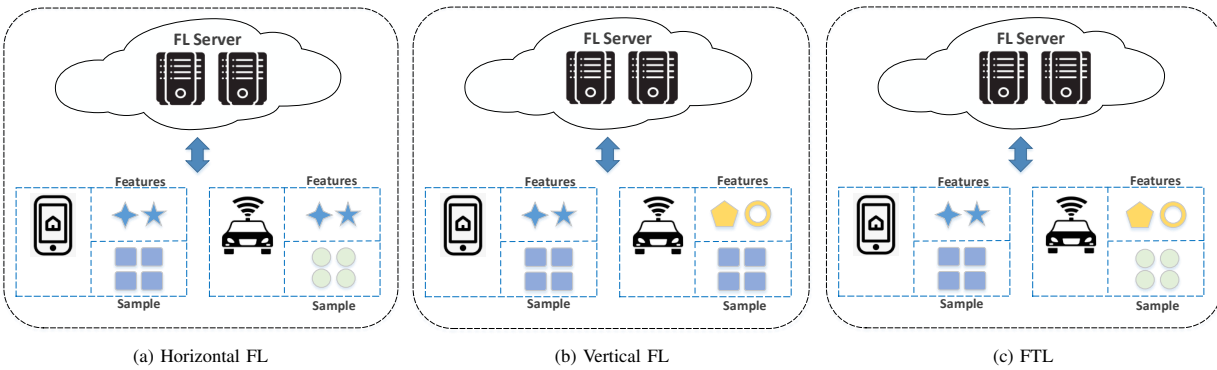 FL Server
Features
Features
Sample
Sample
(a) Horizontal FL
FL Server
Features
Features
Sample
Sample
(b) Vertical FL
FL Server
Features
Features
Sample
Sample
(c) FTL